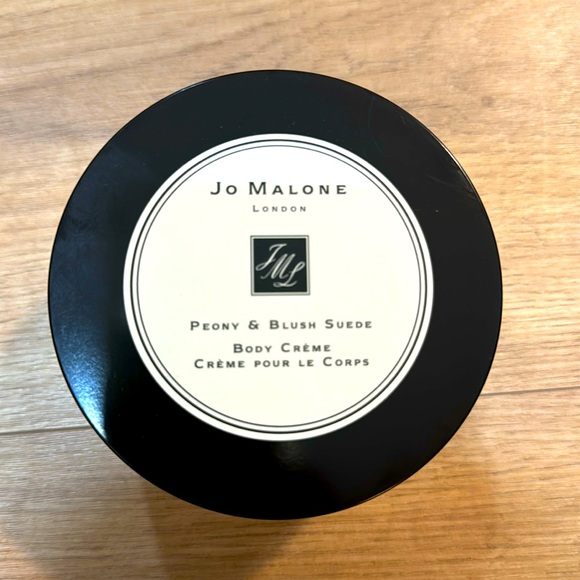 Jo Malone
London
JML
Peony & Blush Suede
Body Crème
Crème pour le Corps